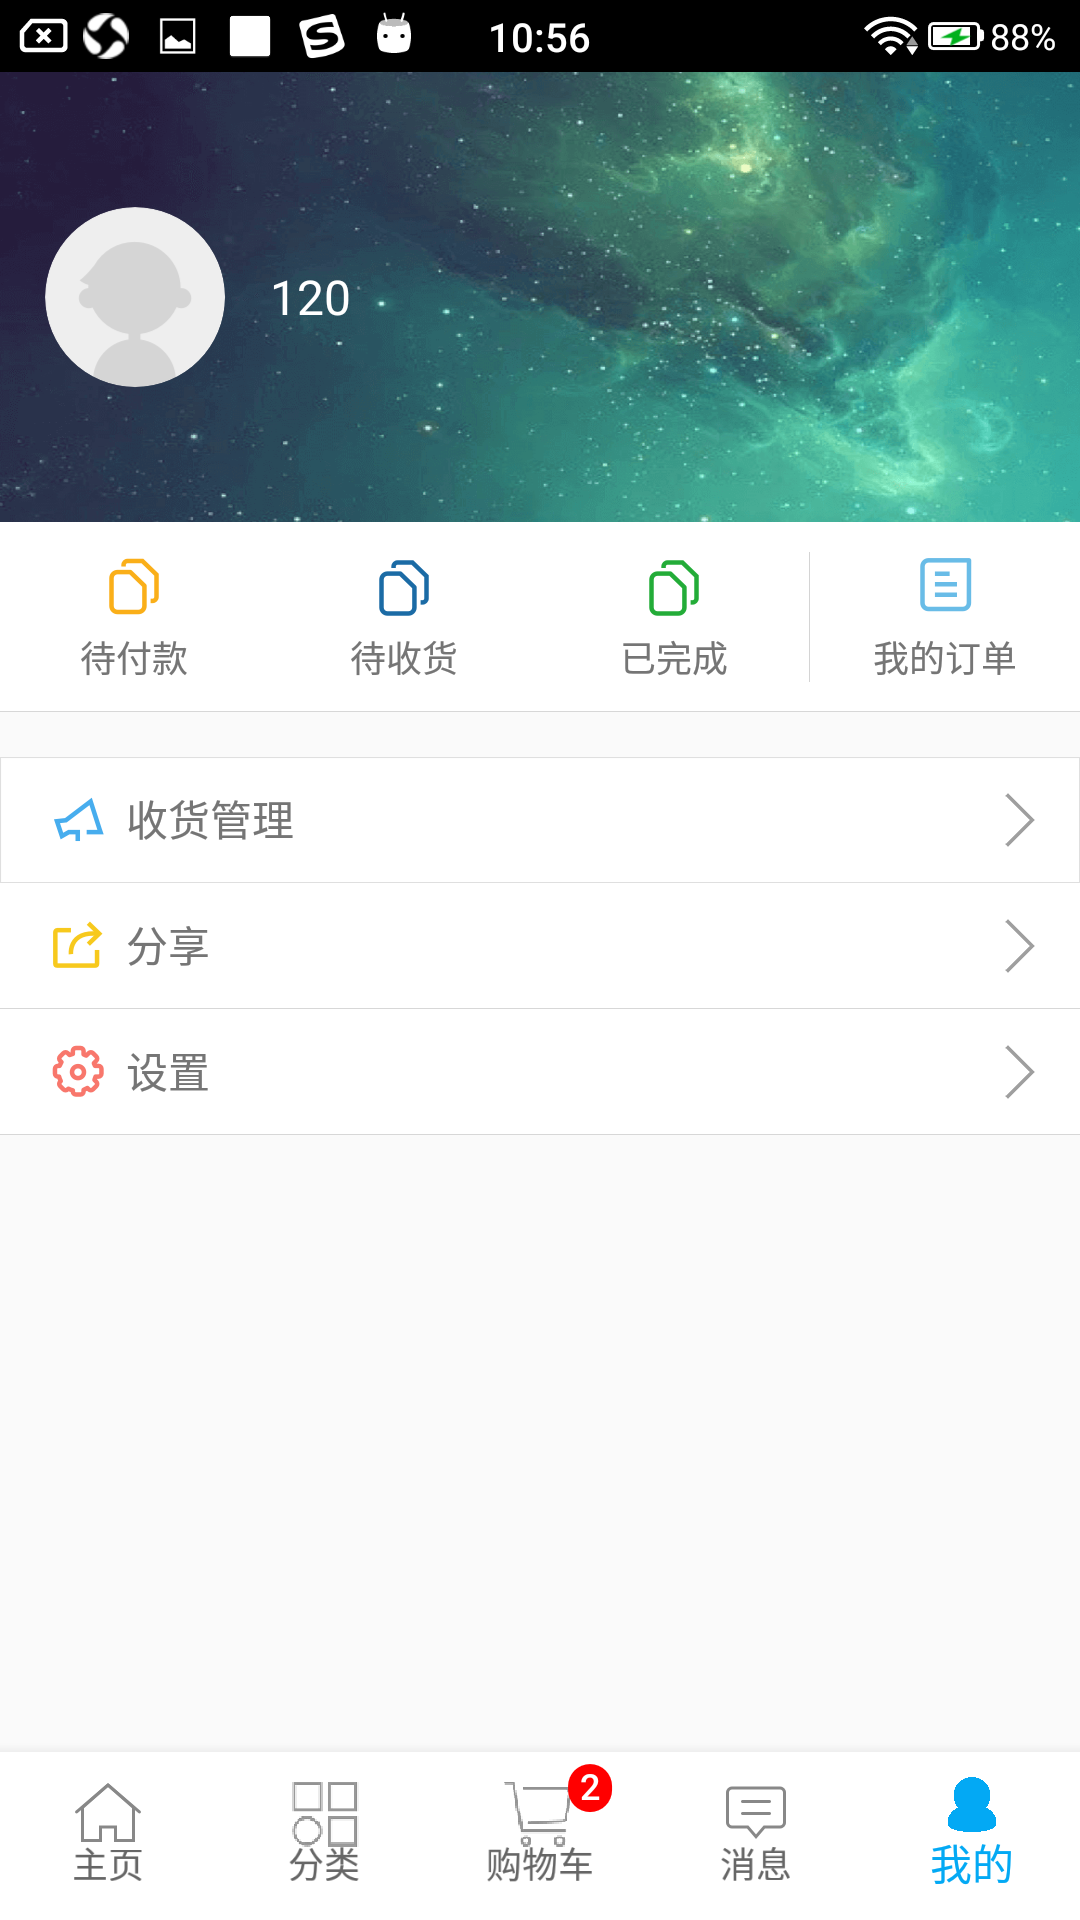 10:56
88%
120
待付款
待收货
已完成
我的订单
收货管理
分享
设置
2
主页
分类
购物车
消息
我的